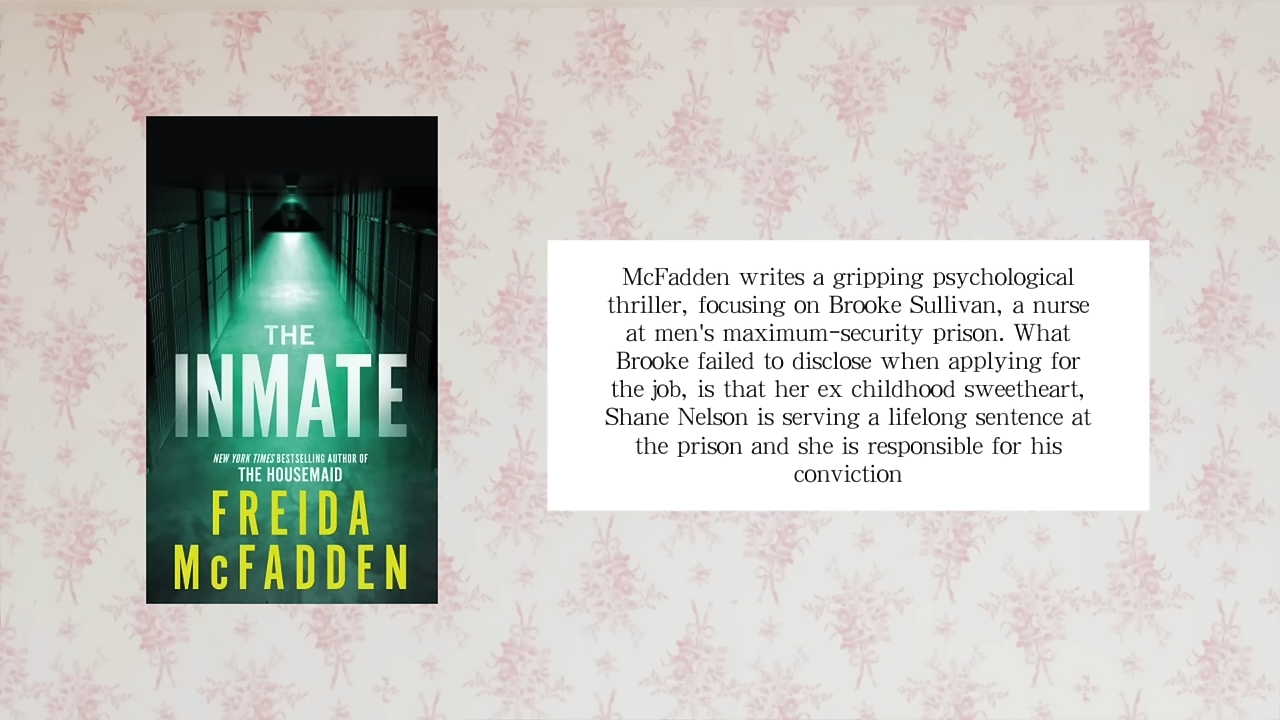 THE
INMATE
NEW YORK TIMES BESTSELLING AUTHOR OF
THE HOUSEMAID
FREIDA
McFADDEN
McFadden writes a gripping psychological
thriller, focusing on Brooke Sullivan, a nurse
at men's maximum-security prison. What
Brooke failed to disclose when applying for
the job, is that her ex childhood sweetheart,
Shane Nelson is serving a lifelong sentence at
the prison and she is responsible for his
conviction